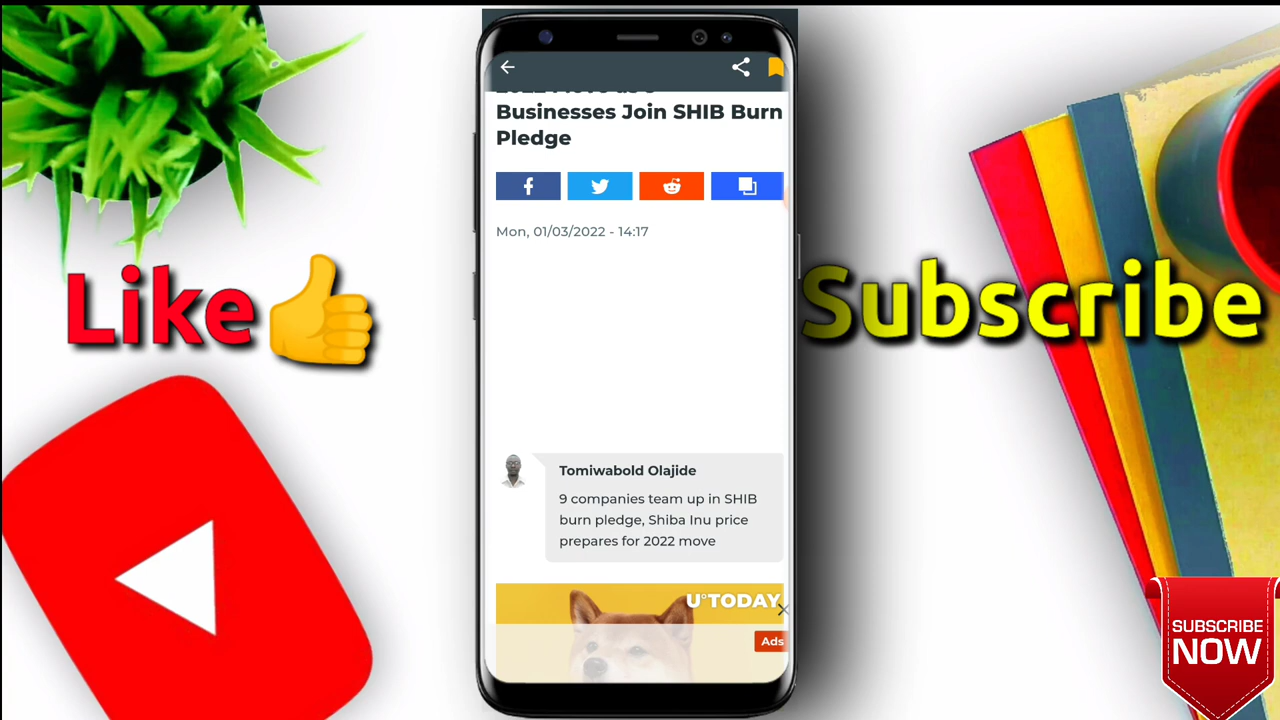 Businesses Join SHIB Burn
Pledge
Mon, 01/03/2022 - 14:17
Like
Subscribe
Tomiwabold Olajide
9 companies team up in SHIB
burn pledge, Shiba Inu price
prepares for 2022 move
U°TODAY
Ads
SUBSCRIBE
NOW